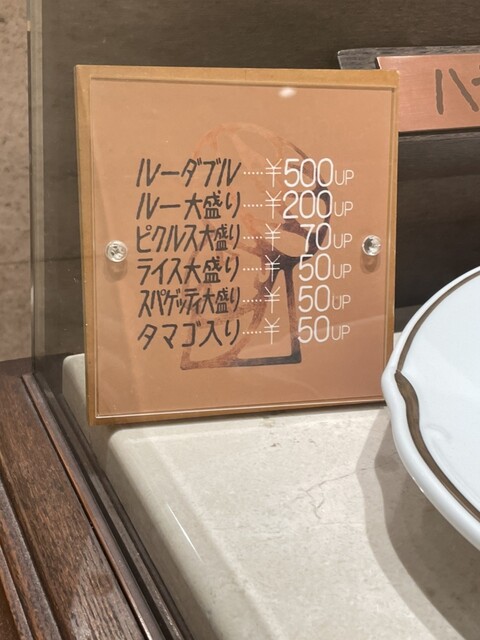 ルーダブル……¥500UP
ルー大盛り……¥200UP
ピクルス大盛り……¥70UP
ライス大盛り……¥50UP
スパゲッティ大盛り……¥50UP
タマゴ入り……¥50UP